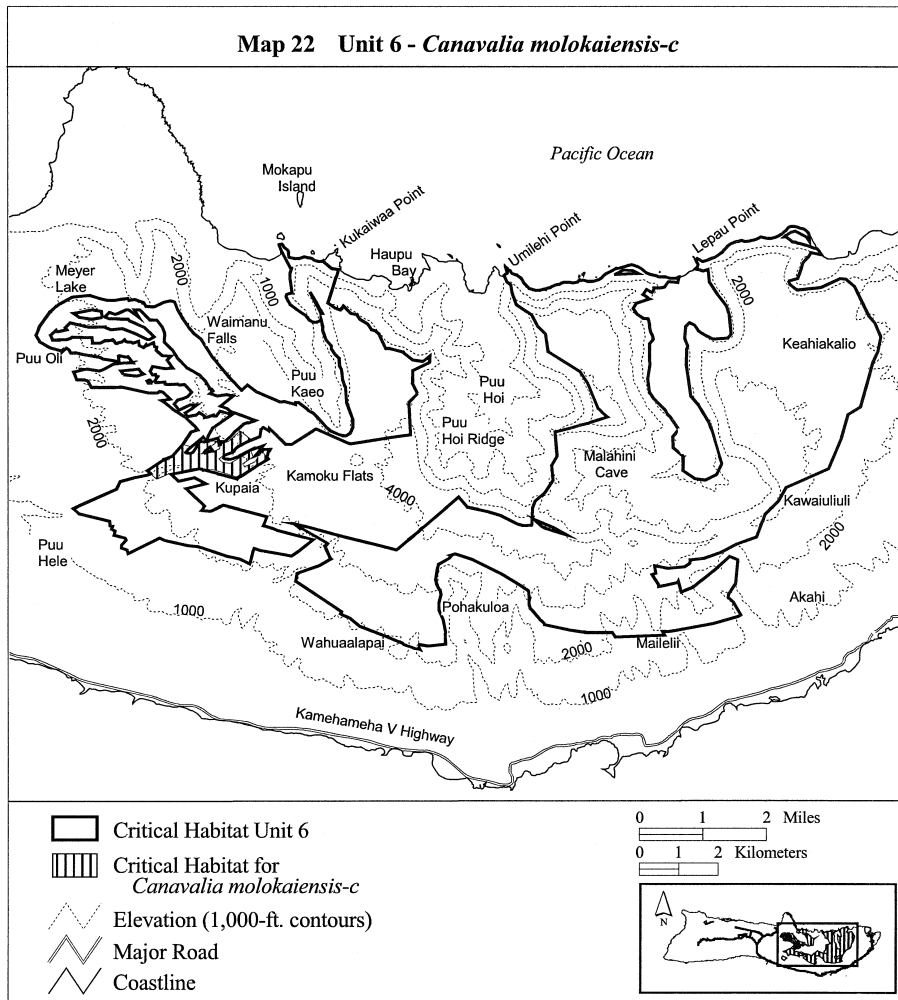 Map 22 Unit 6 - Canavalia molokaiensis-c
Pacific Ocean
Mokapu
Island
Kukaiwaa Point
Haupu
Bay
Umilehi Point
Lepau Point
Meyer
Lake
2000
1000
2000
Waimanu
Falls
Keahiakalio
Puu Oli
Puu
Kaeo
Puu
Hoi
2000
Puu
Hoi Ridge
Malahini
Cave
Kupaia
Kamoku Flats
4000
Kawaiuliuli
2000
Puu
Hele
1000
Pohakuloa
Akahi
Wahuaalapai
2000
Mailelii
1000
Kamehameha V Highway
Critical Habitat Unit 6
Critical Habitat for
Canavalia molokaiensis-c
Elevation (1,000-ft. contours)
Major Road
Coastline
0 1 2 Miles
0 1 2 Kilometers
N